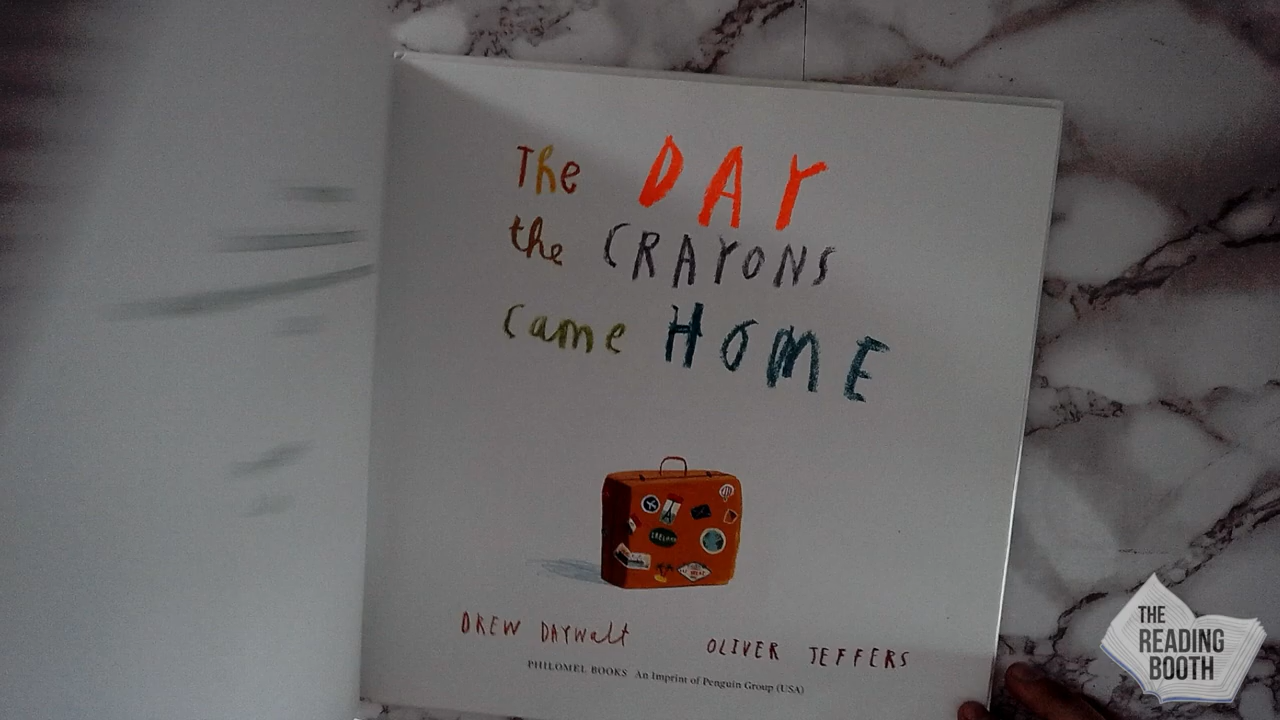 The DAY
the CRAYONS
came HOME
IRELAND
DREW DAYWalt OLIVER JEFFERS
PHILOMEL BOOKS An Imprint of Penguin Group (USA)
THE
READING
BOOTH